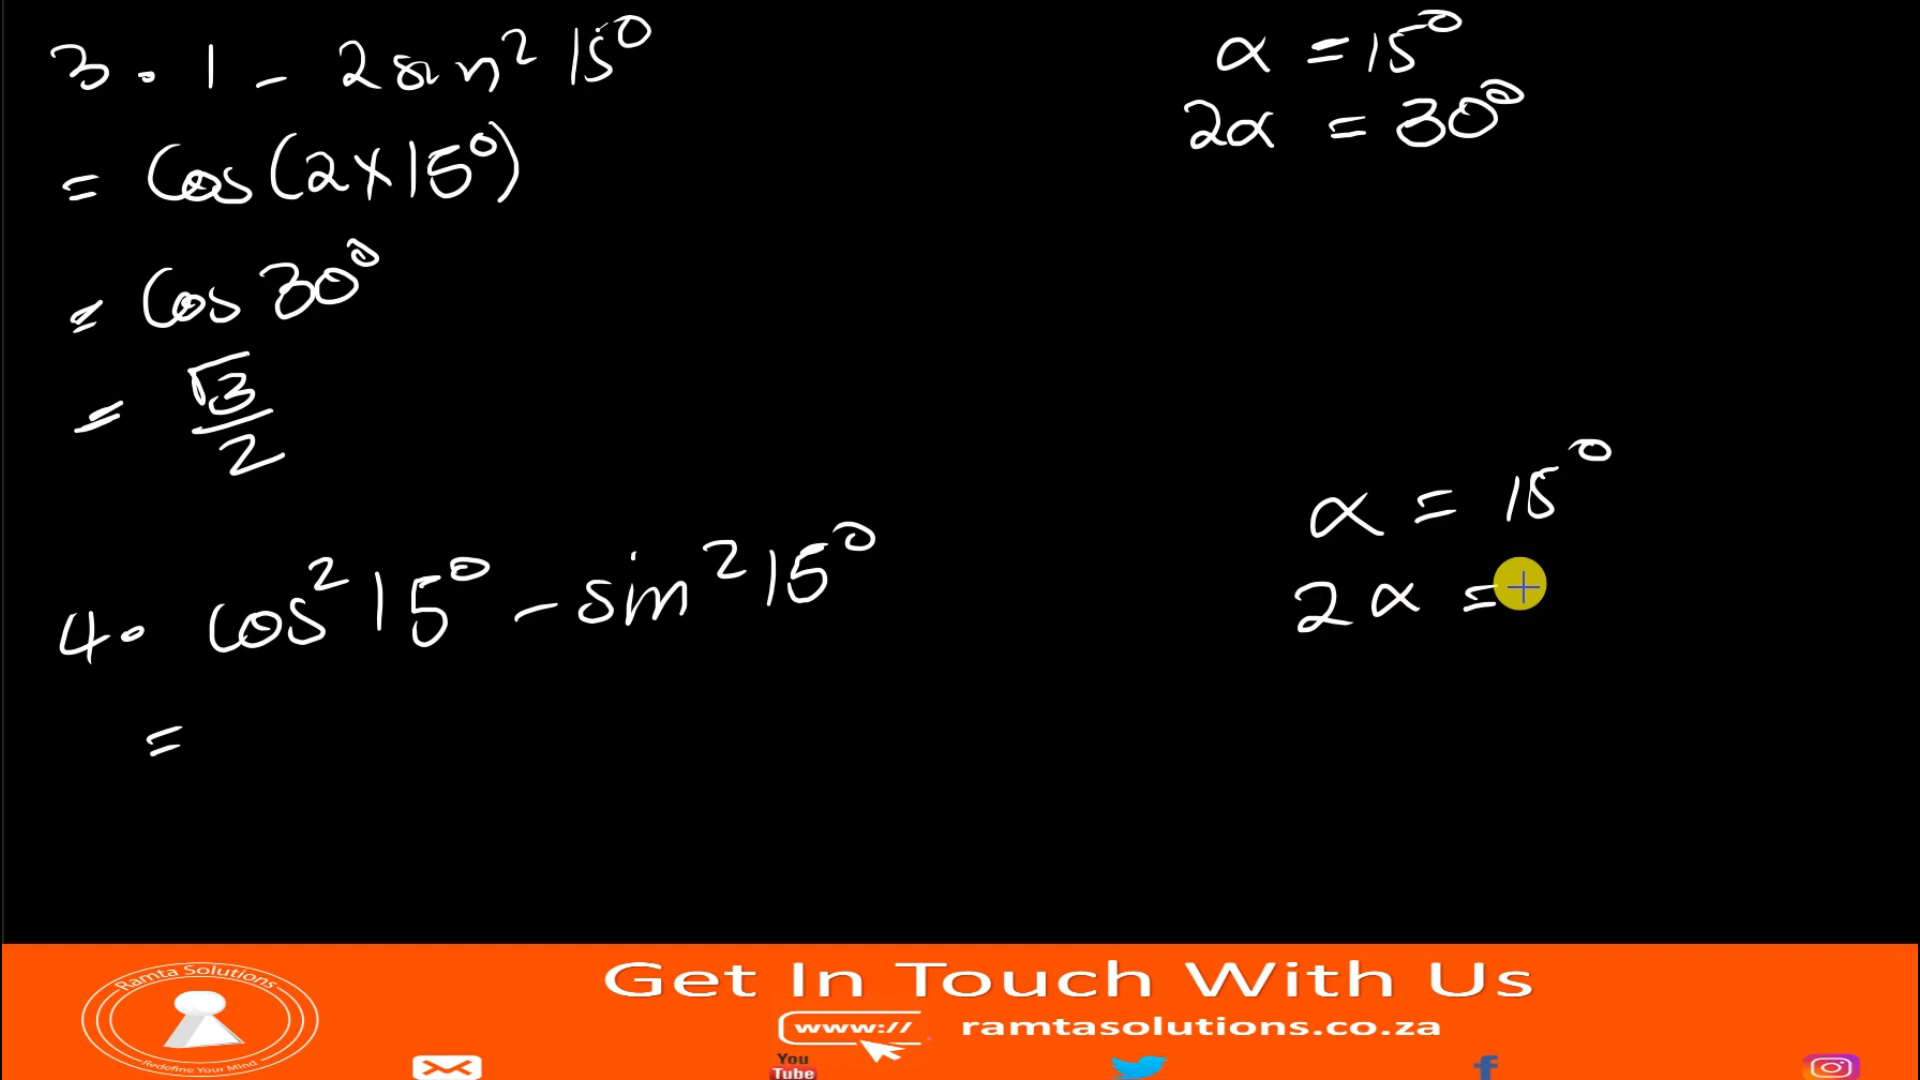 3. 1 - 2sin² 15°
= Cos(2×15°)
= Cos 30°
= √3/2
α = 15°
2α = 30°
4. cos² 15° - sin² 15°
=
α = 15°
2α =
Ramta Solutions
Redefine Your Mind
Get In Touch With Us
www://
ramtasolutions.co.za
You
Tube